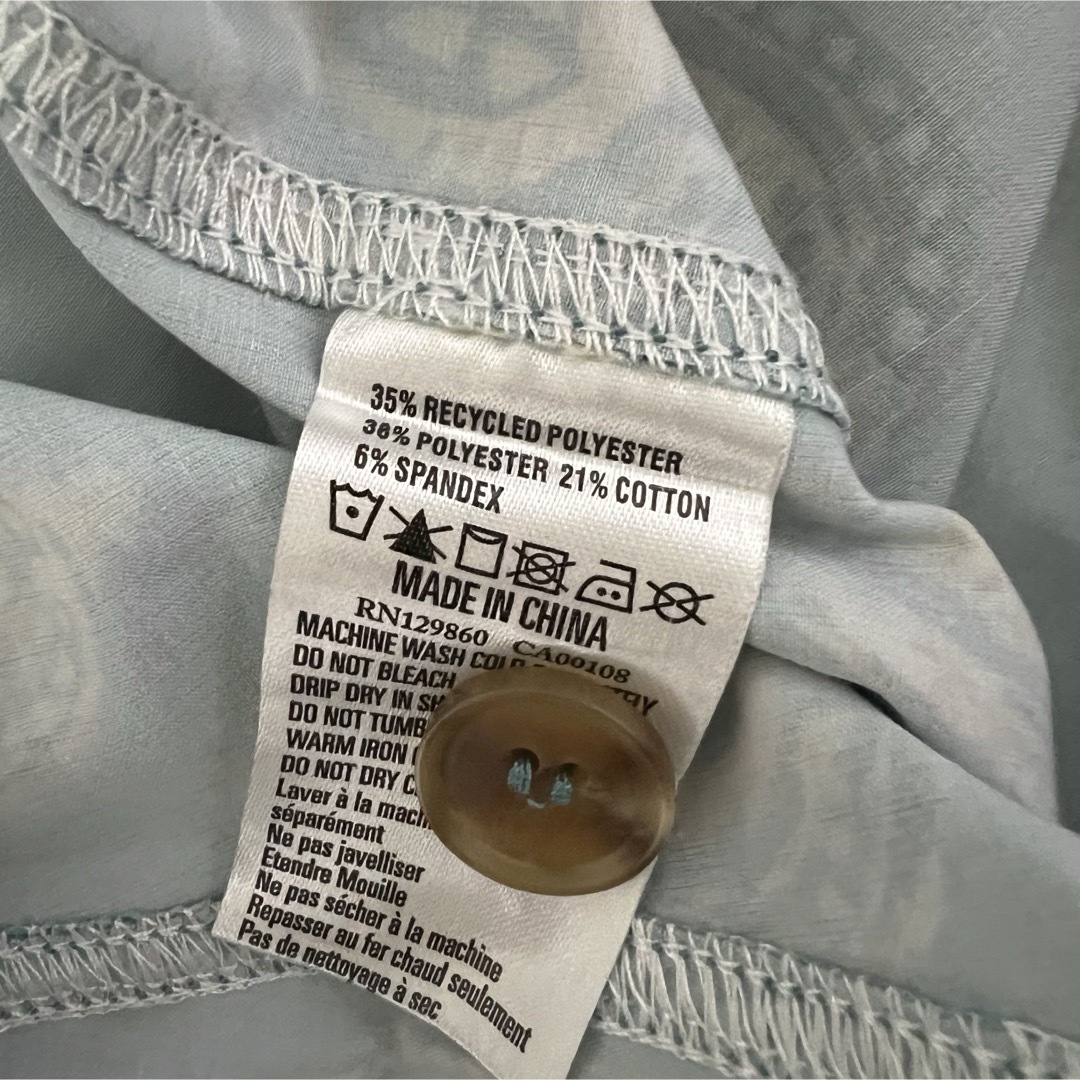 35% RECYCLED POLYESTER
38% POLYESTER 21% COTTON
6% SPANDEX
MADE IN CHINA
RN129860 CA00108
MACHINE WASH COLD
DO NOT BLEACH
DRIP DRY IN
DO NOT
WARM IRON
DO NOT DRY
Laver à la
séparément
Ne pas javelliser
Etendre Mouille
Ne pas sécher à la machine
Repasser au fer chaud seulement
Pas de nettoyage à sec